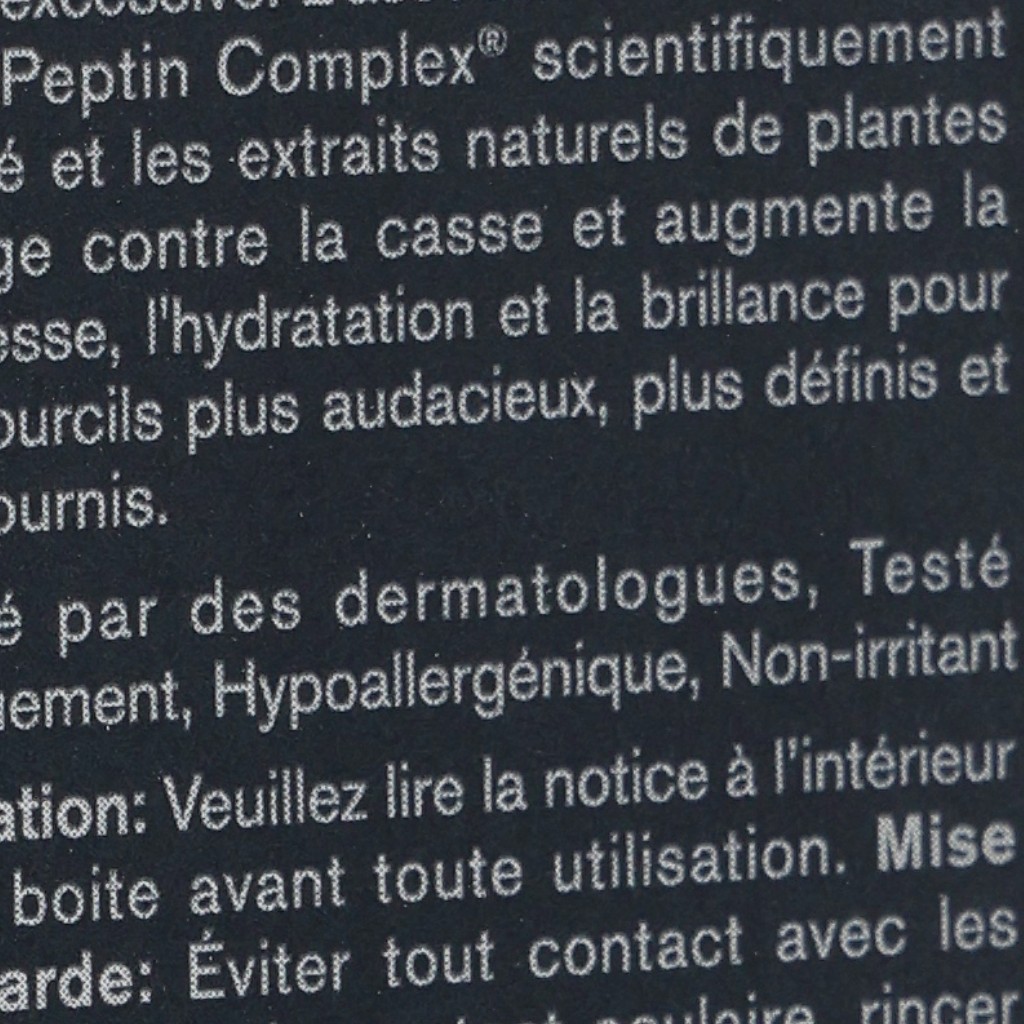 Peptin Complex® scientifiquement
é et les extraits naturels de plantes
ge contre la casse et augmente la
esse, l'hydratation et la brillance pour
ourcils plus audacieux, plus définis et
ournis.
é par des dermatologues, Testé
uement, Hypoallergénique, Non-irritant
ation: Veuillez lire la notice à l'intérieur
boite avant toute utilisation. Mise
arde: Éviter tout contact avec les
rincer